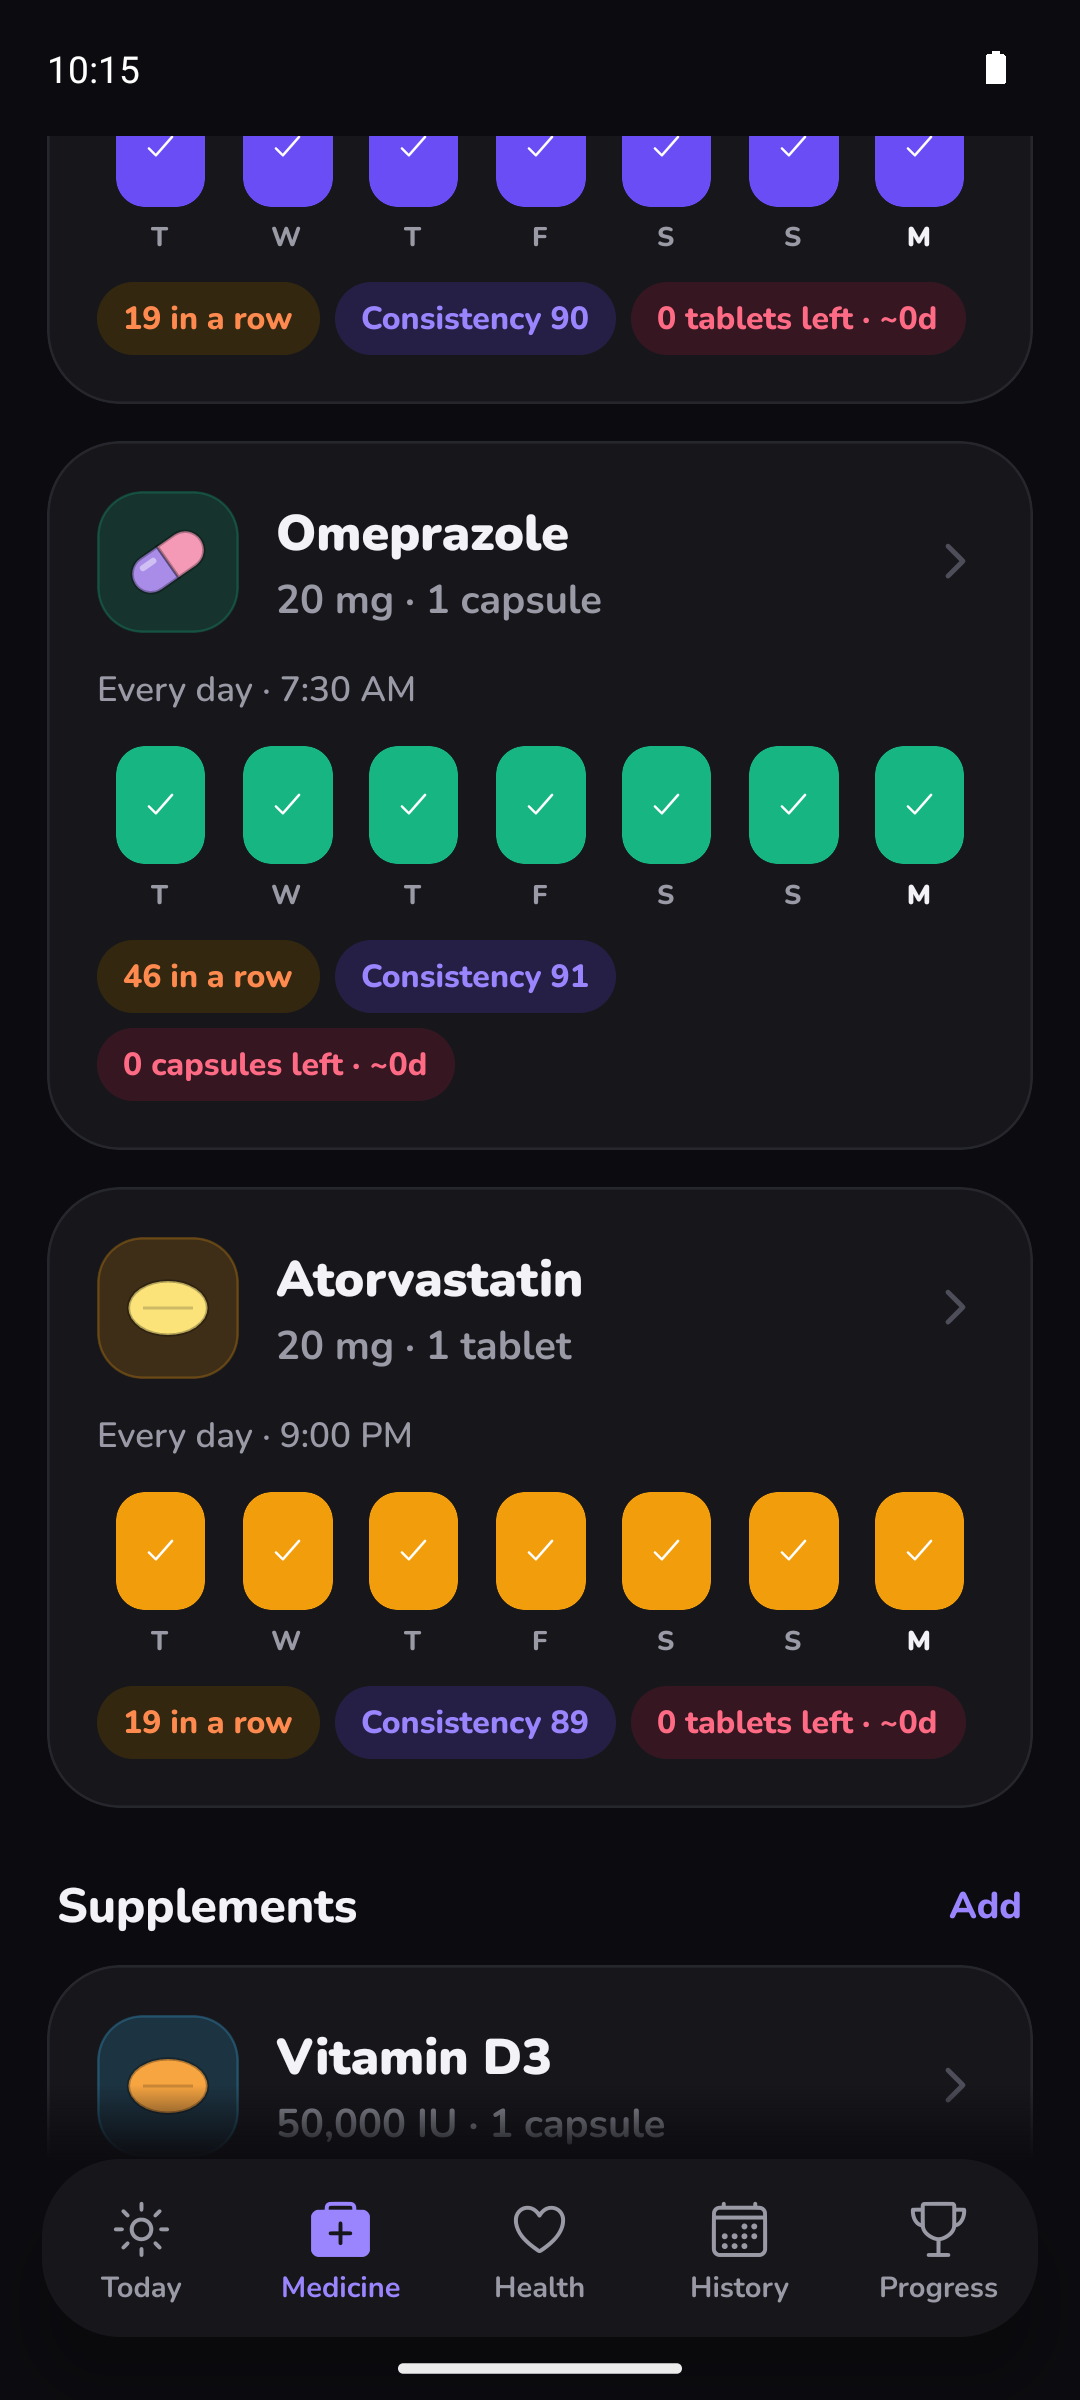 10:15
T W T F S S M
19 in a row Consistency 90 0 tablets left · ~0d
Omeprazole
20 mg · 1 capsule
Every day · 7:30 AM
T W T F S S M
46 in a row Consistency 91
0 capsules left · ~0d
Atorvastatin
20 mg · 1 tablet
Every day · 9:00 PM
T W T F S S M
19 in a row Consistency 89 0 tablets left · ~0d
Supplements Add
Vitamin D3
50,000 IU · 1 capsule
Today Medicine Health History Progress